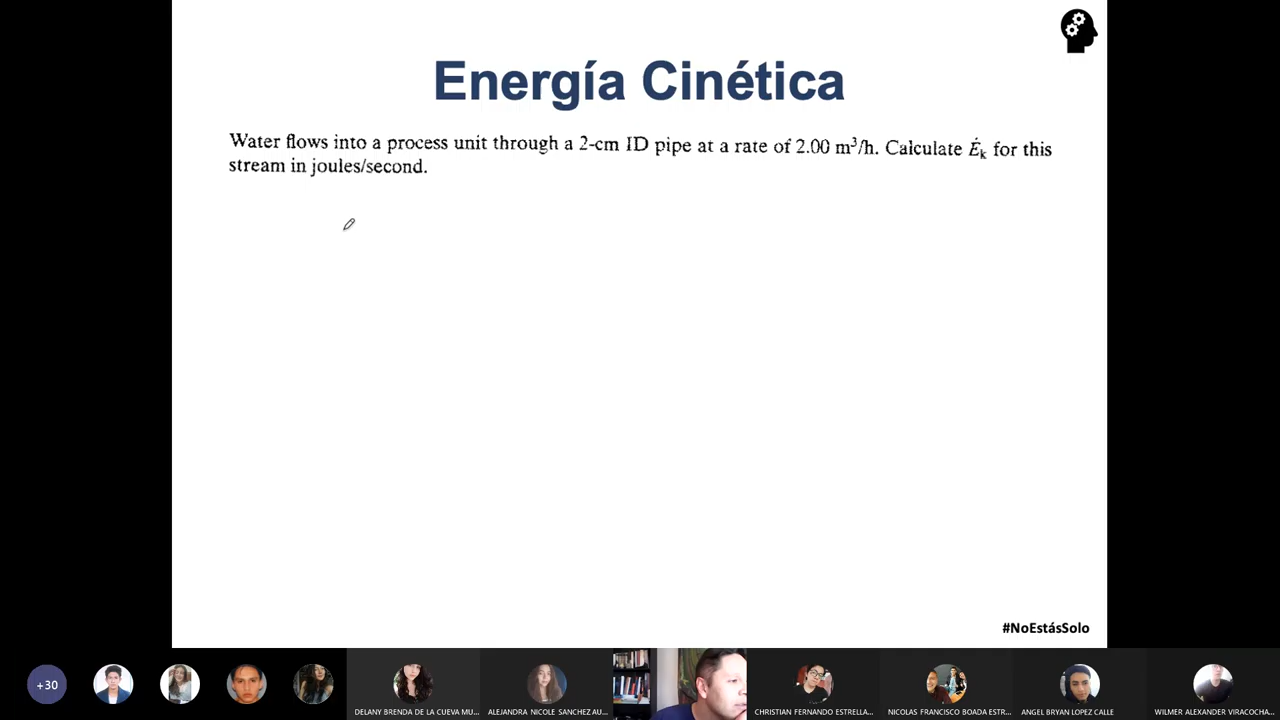 Energía Cinética
Water flows into a process unit through a 2-cm ID pipe at a rate of 2.00 m³/h. Calculate Ėₖ for this
stream in joules/second.
#NoEstásSolo
+30
DELANY BRENDA DE LA CUEVA MU...
ALEJANDRA NICOLE SANCHEZ AU...
CHRISTIAN FERNANDO ESTRELLA...
NICOLAS FRANCISCO BOADA ESTR...
ANGEL BRYAN LOPEZ CALLE
WILMER ALEXANDER VIRACOCHA...